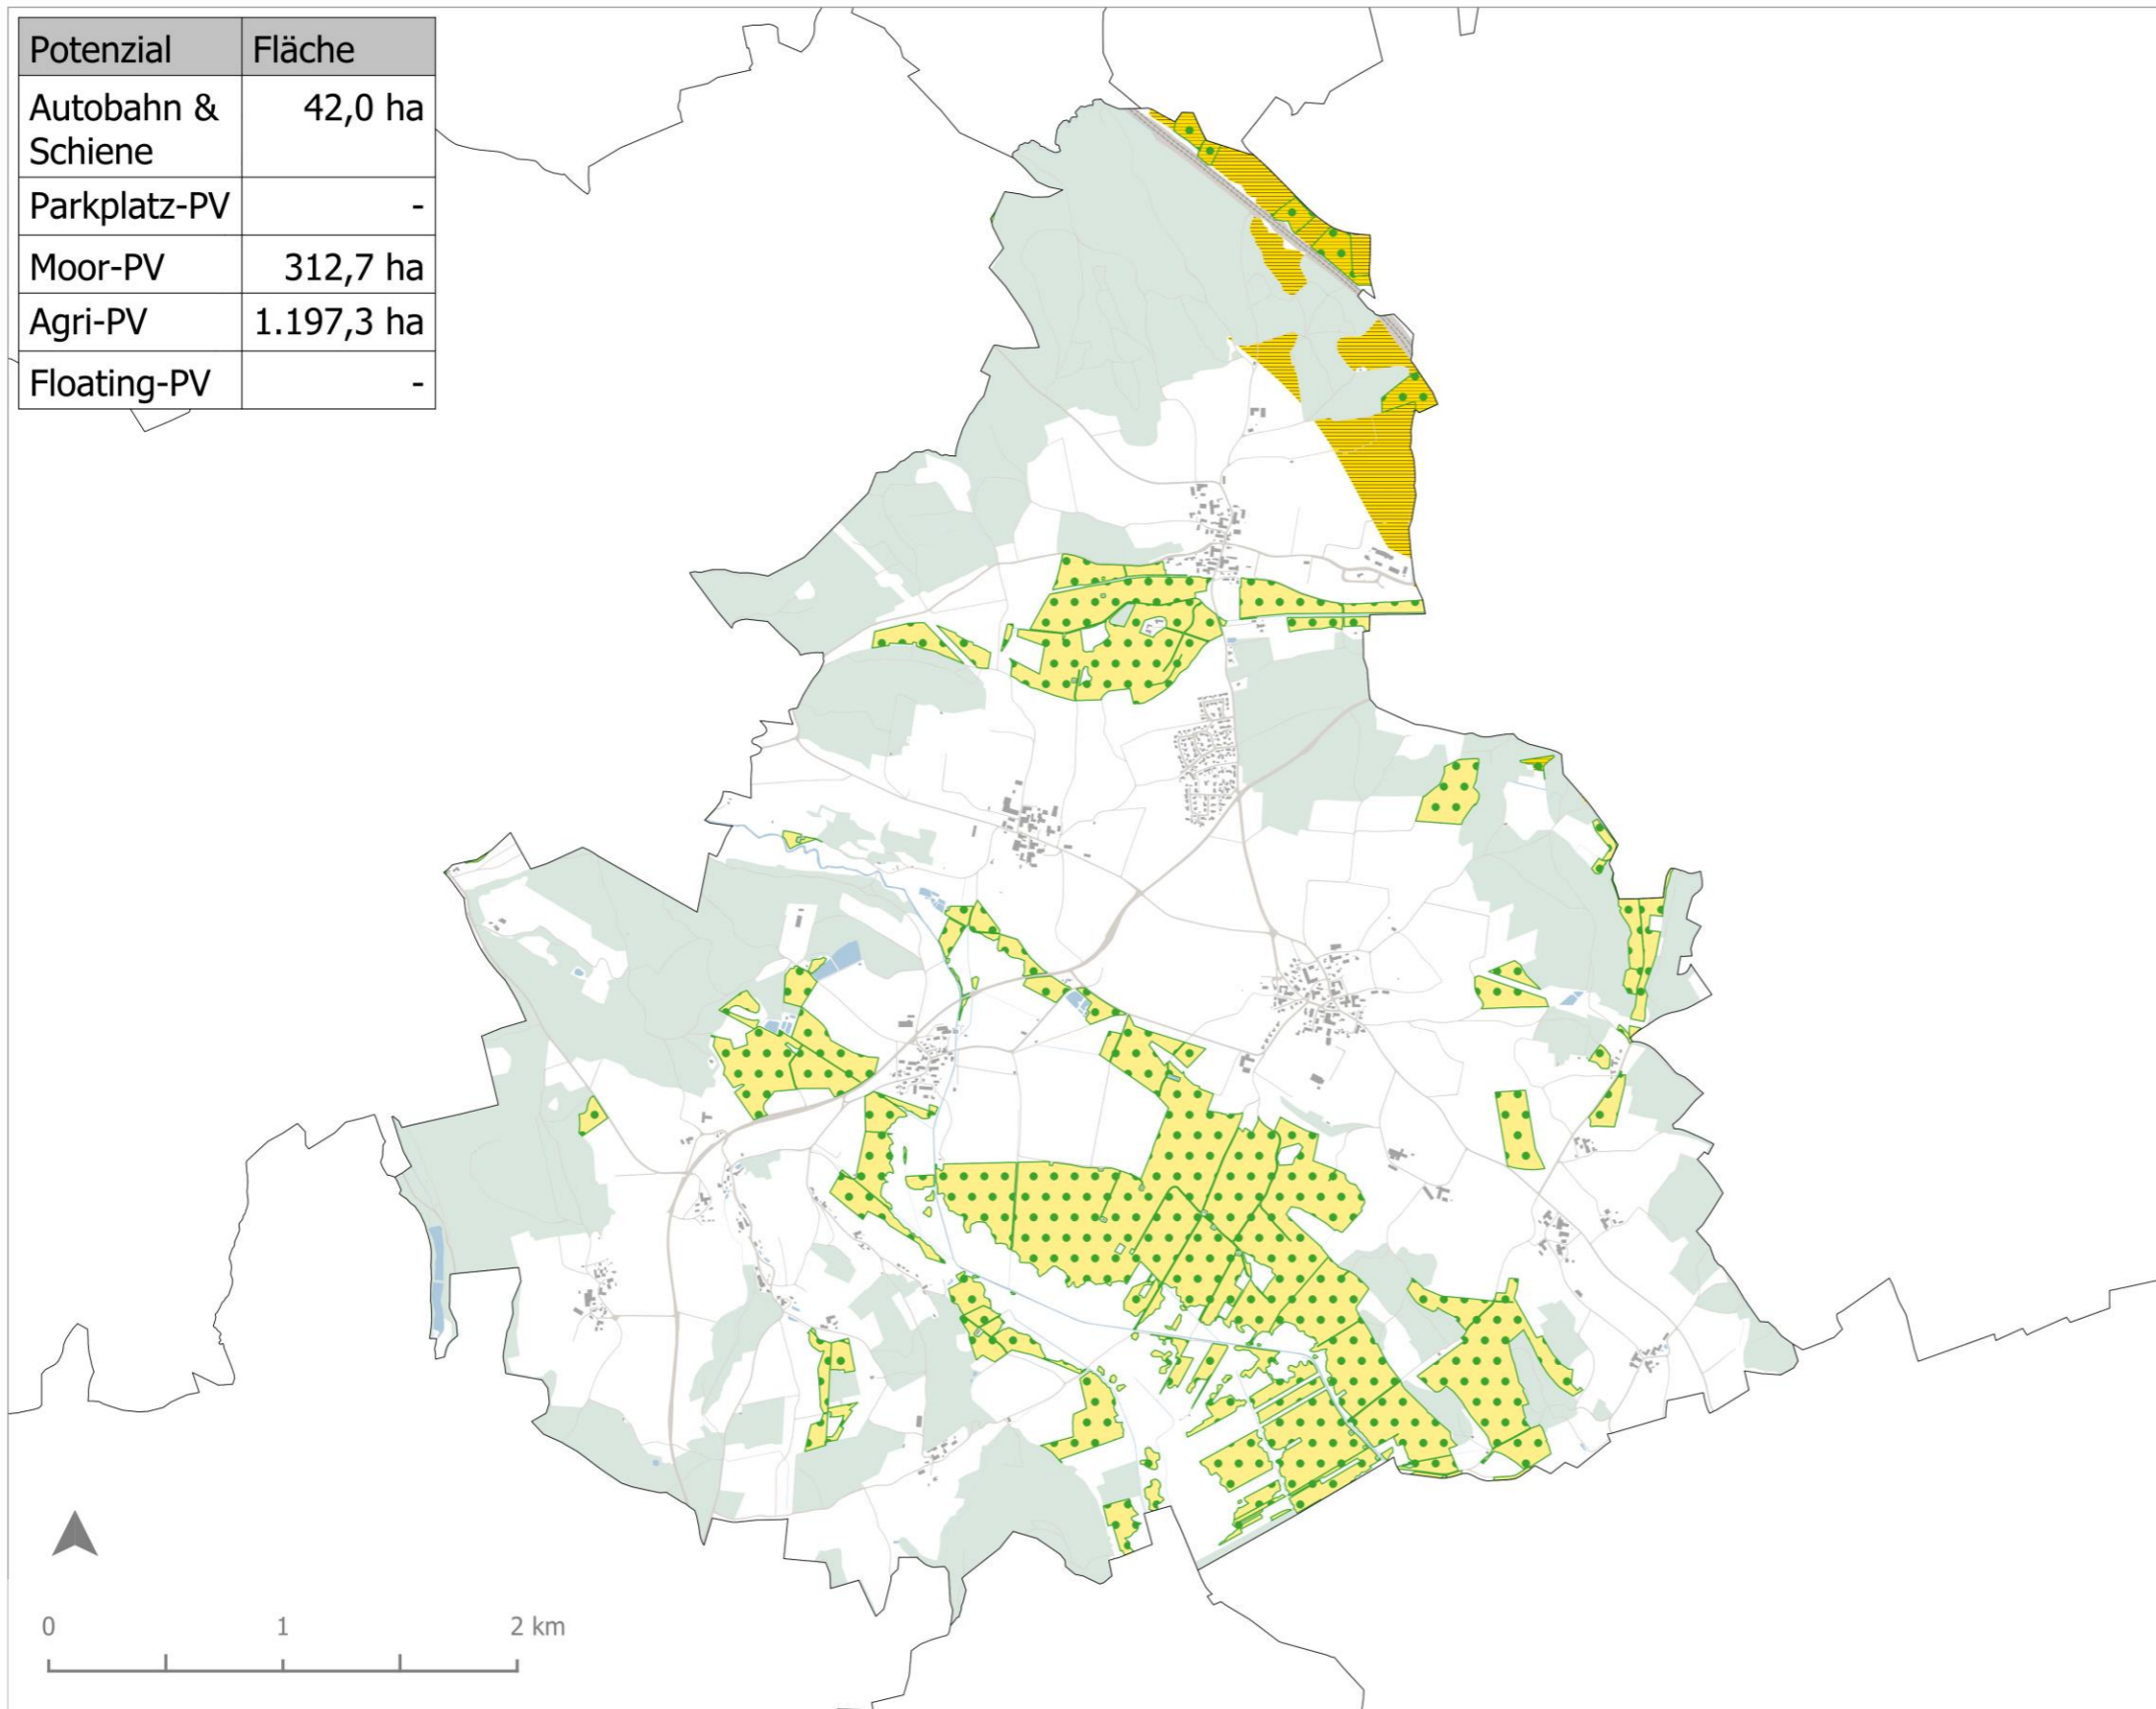 Potenzial Fläche
Autobahn & 42,0 ha
Schiene
Parkplatz-PV -
Moor-PV 312,7 ha
Agri-PV 1.197,3 ha
Floating-PV -
0 1 2 km